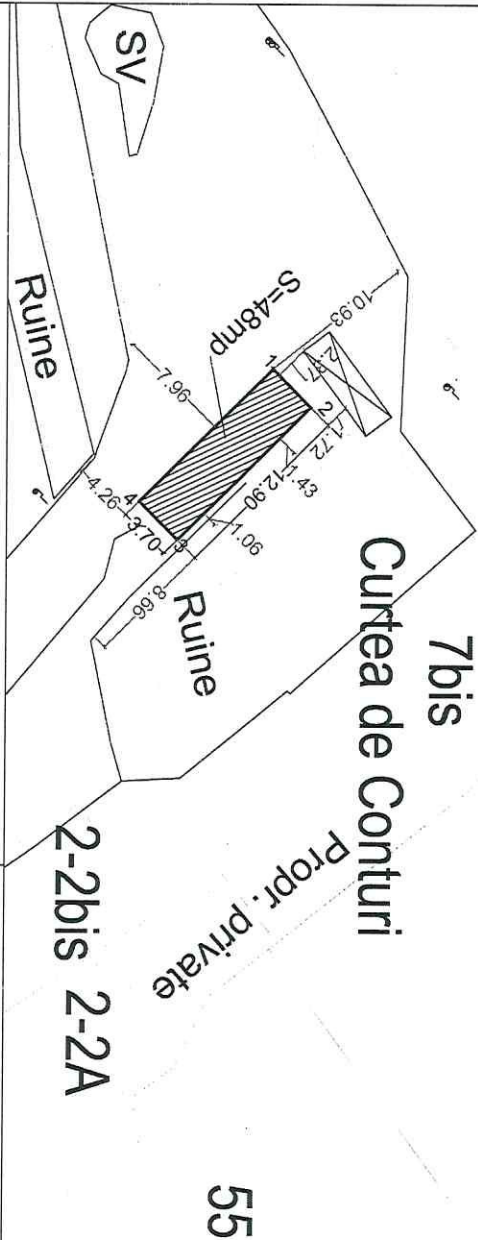 SV
Ruine
S=48mp
10.93
2.37
1
2
1.72
1.43
12.90
7.96
4
4.26
3.70
3
1.06
8.66
Ruine
7bis
Curtea de Conturi
Propr. private
2-2bis 2-2A
55